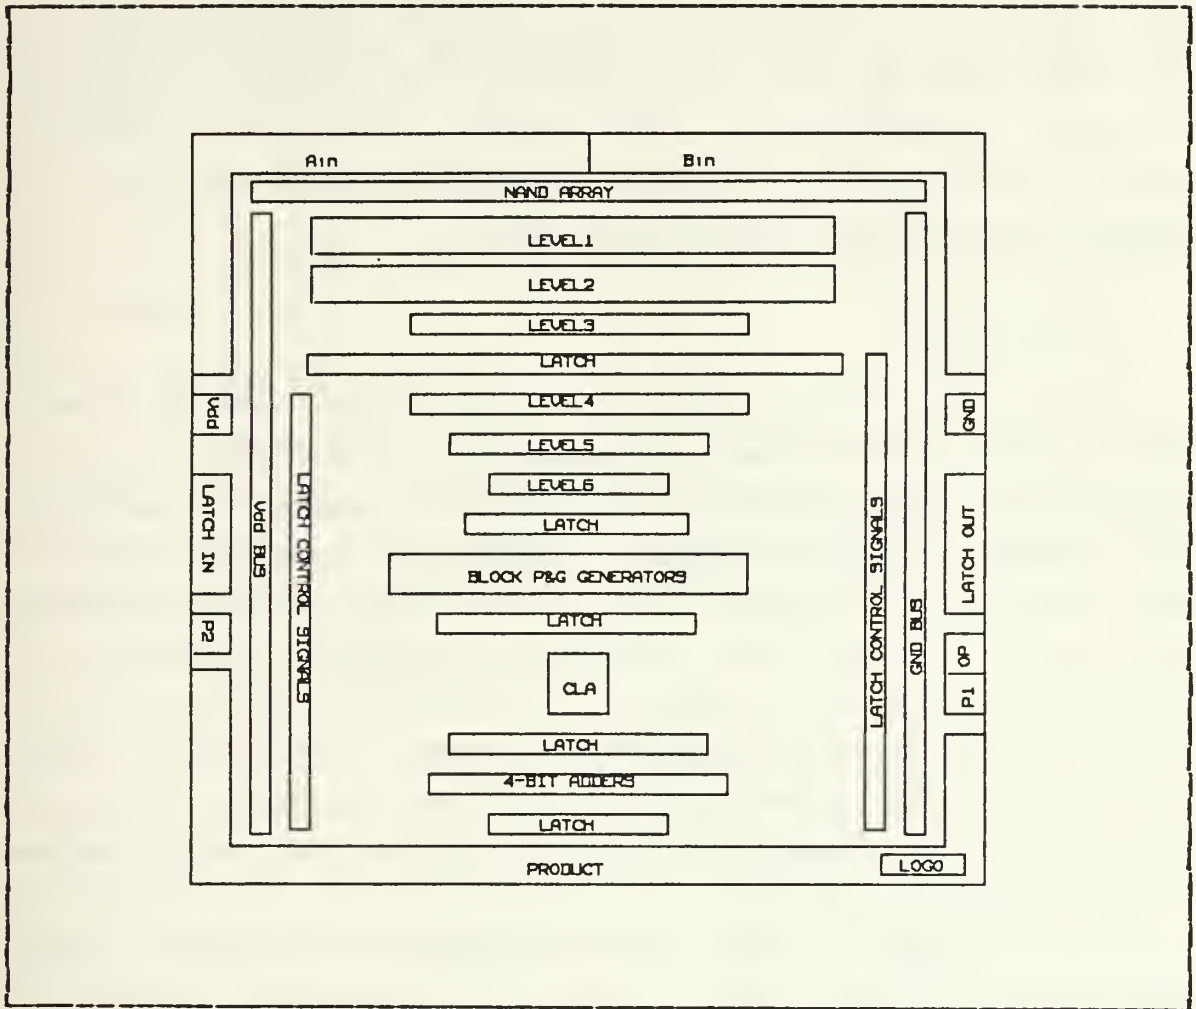 Ain
Bin
NAND ARRAY
LEVEL1
LEVEL2
LEVEL3
LATCH
LEVEL4
LEVEL5
LEVEL6
LATCH
BLOCK P&G GENERATORS
LATCH
CLA
LATCH
4-BIT ADDERS
LATCH
PRODUCT
LOGO
Vdd
LATCH IN
P2
Vdd BUS
LATCH CONTROL SIGNALS
LATCH CONTROL SIGNALS
GND BUS
GND
LATCH OUT
OP
P1